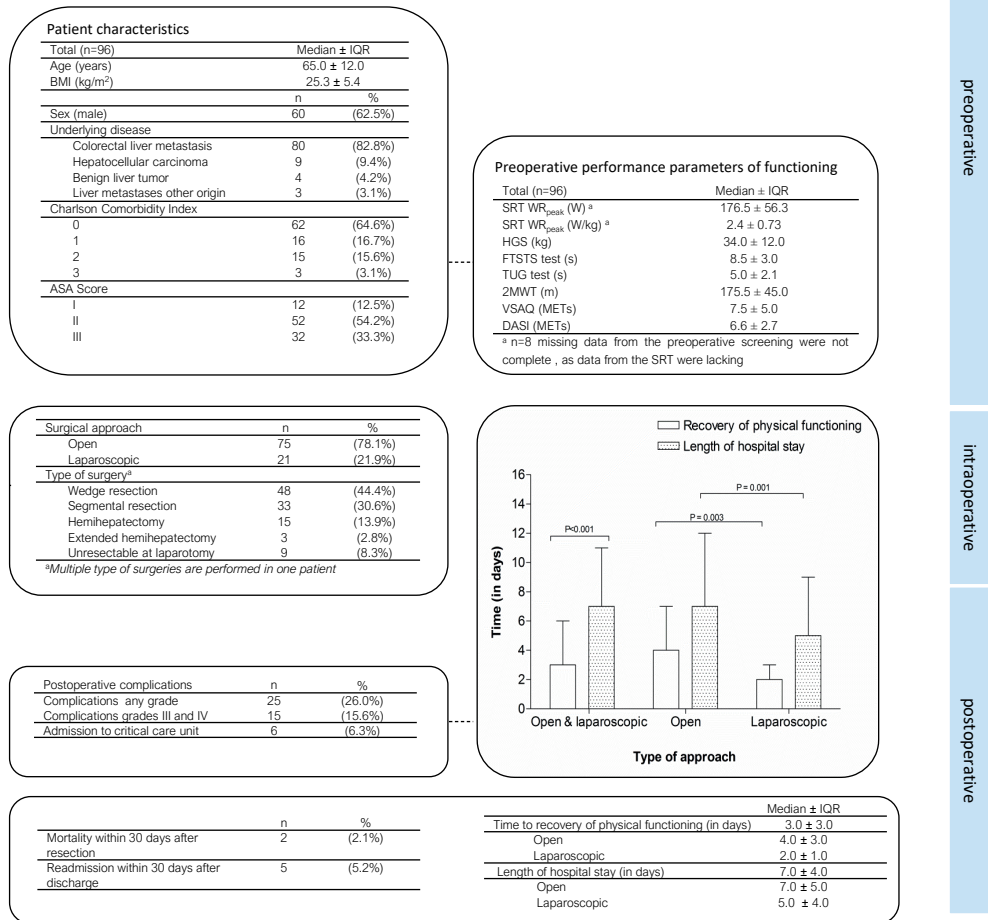 Patient characteristics
Total (n=96) Median ± IQR
Age (years) 65.0 ± 12.0
BMI (kg/m2) 25.3 ± 5.4
n %
Sex (male) 60 (62.5%)
Underlying disease
Colorectal liver metastasis 80 (82.8%)
Hepatocellular carcinoma 9 (9.4%)
Benign liver tumor 4 (4.2%)
Liver metastases other origin 3 (3.1%)
Charlson Comorbidity Index
0 62 (64.6%)
1 16 (16.7%)
2 15 (15.6%)
3 3 (3.1%)
ASA Score
I 12 (12.5%)
II 52 (54.2%)
III 32 (33.3%)
Preoperative performance parameters of functioning
Total (n=96) Median ± IQR
SRT WRpeak (W) a 176.5 ± 56.3
SRT WRpeak (W/kg) a 2.4 ± 0.73
HGS (kg) 34.0 ± 12.0
FTSTS test (s) 8.5 ± 3.0
TUG test (s) 5.0 ± 2.1
2MWT (m) 175.5 ± 45.0
VSAQ (METs) 7.5 ± 5.0
DASI (METs) 6.6 ± 2.7
a n=8 missing data from the preoperative screening were not
complete , as data from the SRT were lacking
preoperative
Surgical approach n %
Open 75 (78.1%)
Laparoscopic 21 (21.9%)
Type of surgerya
Wedge resection 48 (44.4%)
Segmental resection 33 (30.6%)
Hemihepatectomy 15 (13.9%)
Extended hemihepatectomy 3 (2.8%)
Unresectable at laparotomy 9 (8.3%)
aMultiple type of surgeries are performed in one patient
Recovery of physical functioning
Length of hospital stay
Time (in days)
16
14
12
10
8
6
4
2
0
P<0.001
P = 0.003
P = 0.001
Open & laparoscopic Open Laparoscopic
Type of approach
intraoperative
Postoperative complications n %
Complications any grade 25 (26.0%)
Complications grades III and IV 15 (15.6%)
Admission to critical care unit 6 (6.3%)
postoperative
n %
Mortality within 30 days after 2 (2.1%)
resection
Readmission within 30 days after 5 (5.2%)
discharge
Median ± IQR
Time to recovery of physical functioning (in days) 3.0 ± 3.0
Open 4.0 ± 3.0
Laparoscopic 2.0 ± 1.0
Length of hospital stay (in days) 7.0 ± 4.0
Open 7.0 ± 5.0
Laparoscopic 5.0 ± 4.0